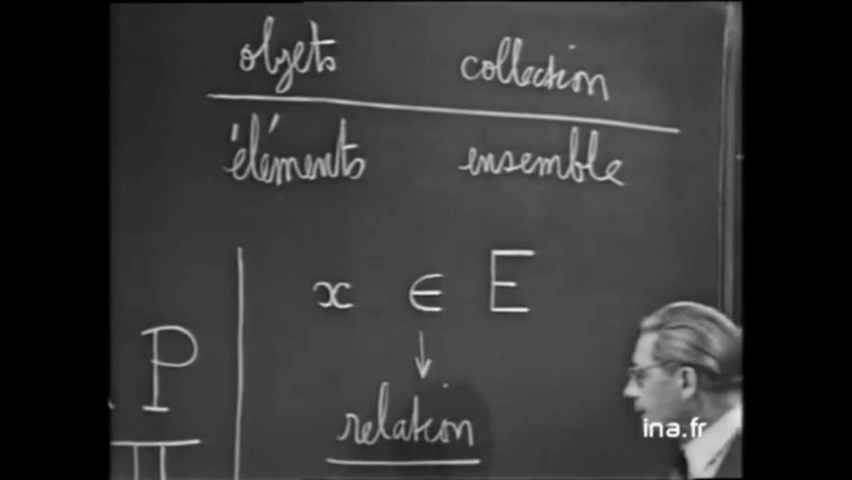 objets collection
éléments ensemble
x ∈ E
↓
P
relation
ina.fr